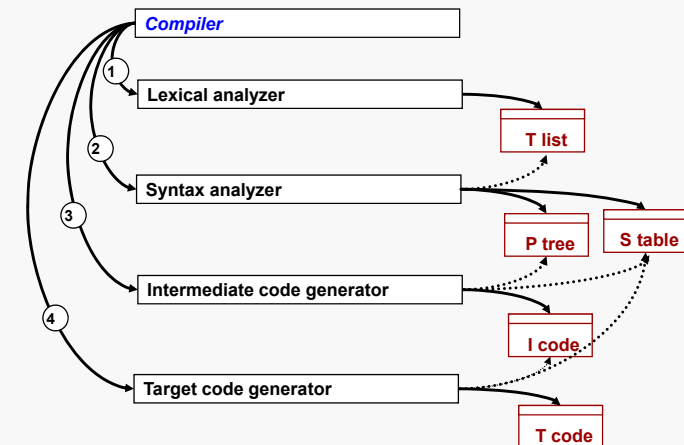 Compiler
1
Lexical analyzer
T list
2
Syntax analyzer
3
P tree
S table
Intermediate code generator
4
I code
Target code generator
T code